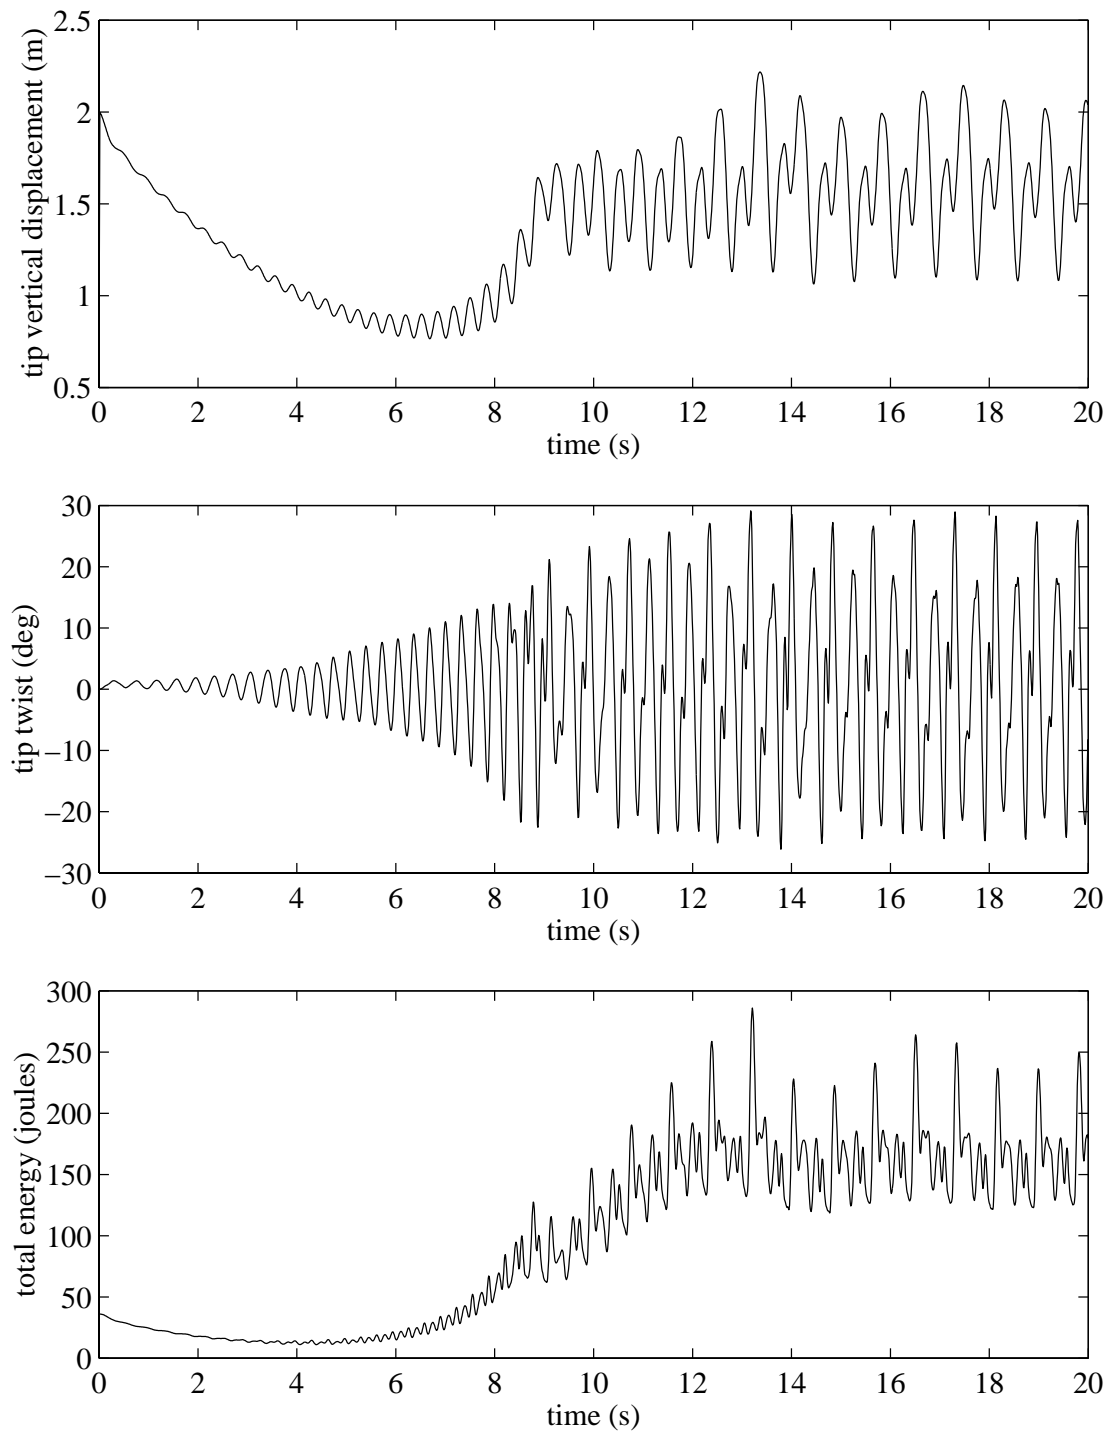 2.5
2
1.5
1
0.5
tip vertical displacement (m)
0 2 4 6 8 10 12 14 16 18 20
time (s)
30
20
10
0
−10
−20
−30
tip twist (deg)
0 2 4 6 8 10 12 14 16 18 20
time (s)
300
250
200
150
100
50
0
total energy (joules)
0 2 4 6 8 10 12 14 16 18 20
time (s)